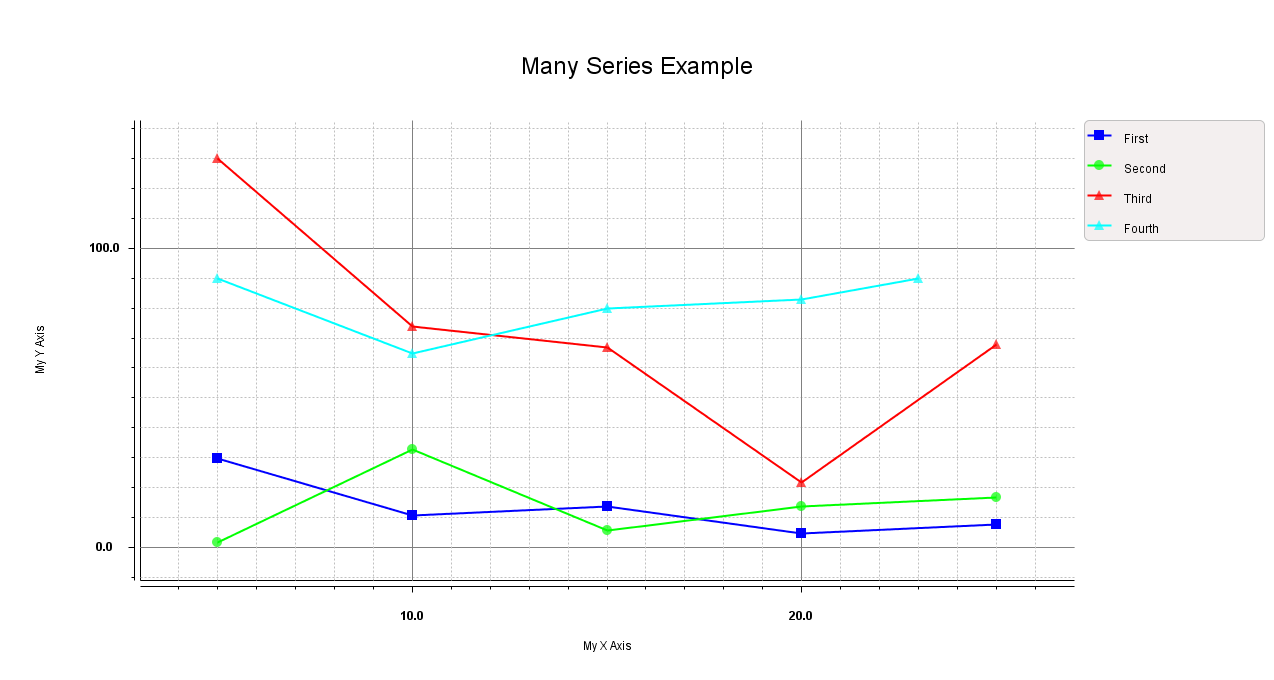 Many Series Example
First
Second
Third
Fourth
100.0
My Y Axis
0.0
10.0
20.0
My X Axis